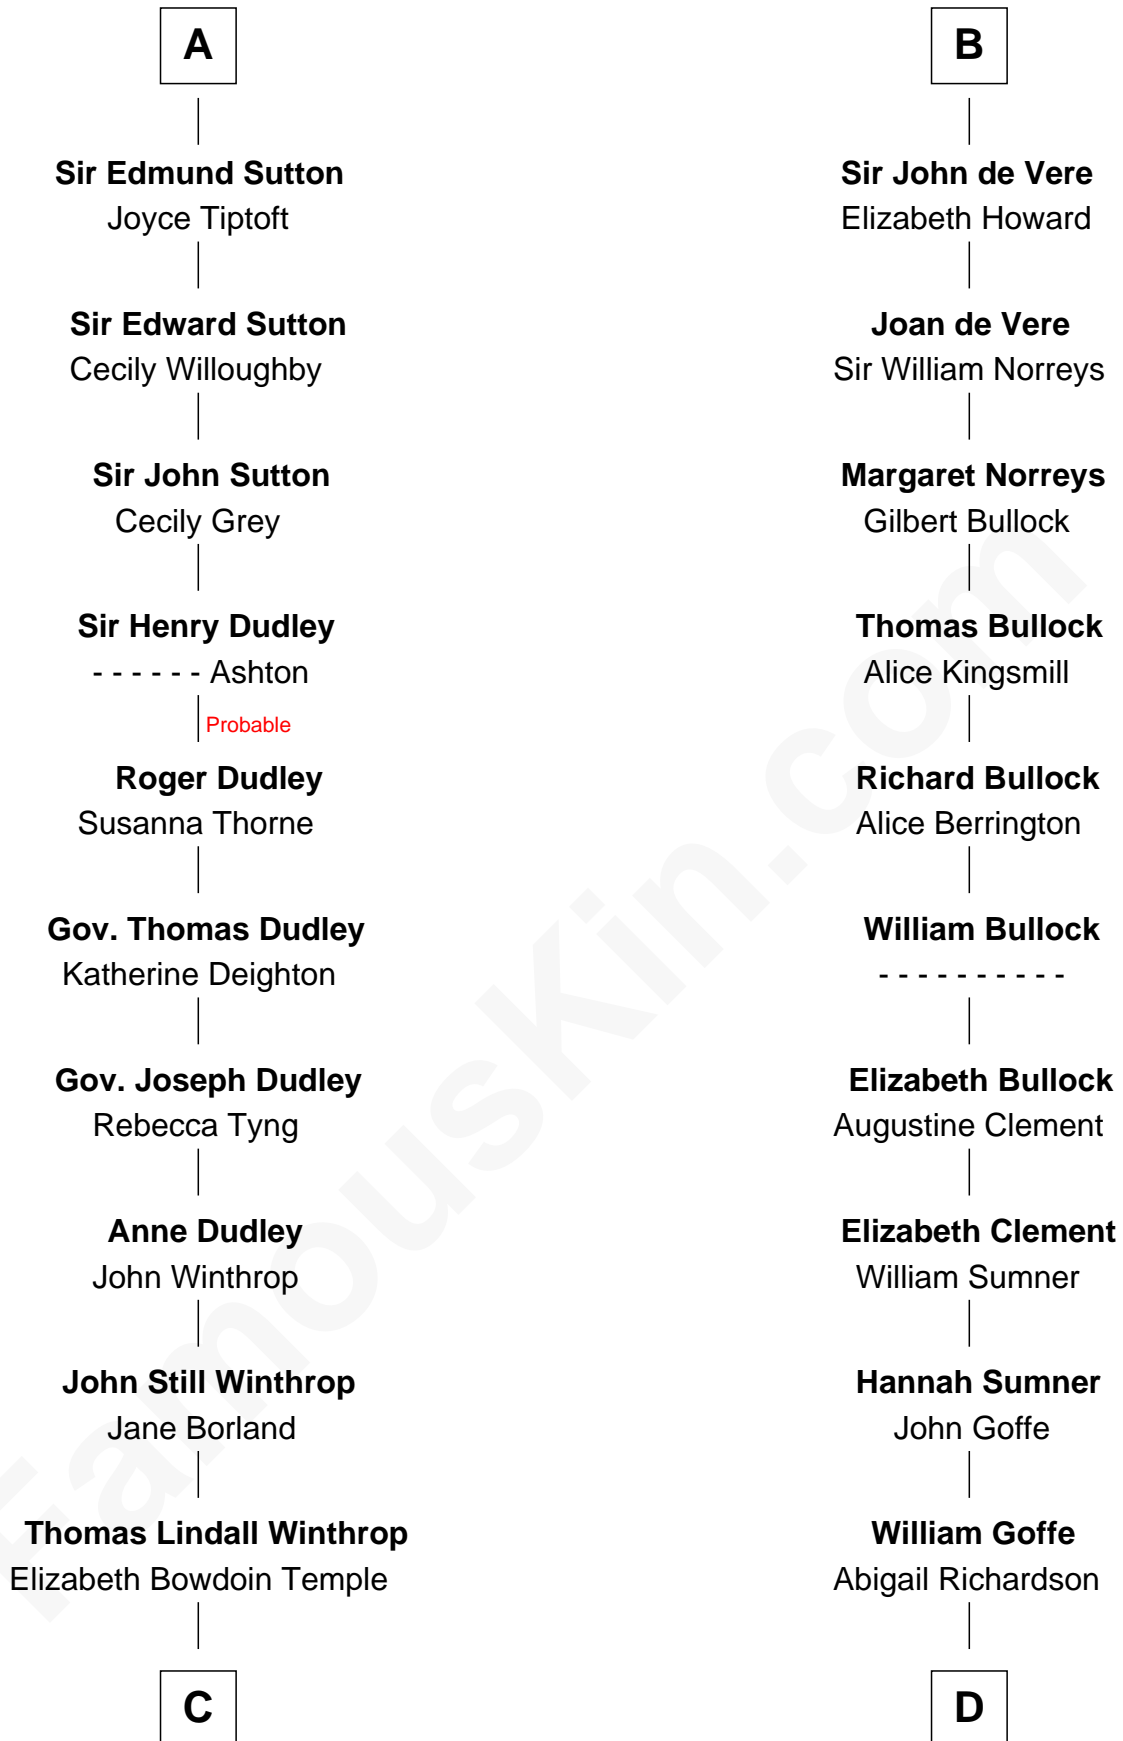 A
Sir Edmund Sutton
Joyce Tiptoft
Sir Edward Sutton
Cecily Willoughby
Sir John Sutton
Cecily Grey
Sir Henry Dudley
- - - - - - Ashton
Probable
Roger Dudley
Susanna Thorne
Gov. Thomas Dudley
Katherine Deighton
Gov. Joseph Dudley
Rebecca Tyng
Anne Dudley
John Winthrop
John Still Winthrop
Jane Borland
Thomas Lindall Winthrop
Elizabeth Bowdoin Temple
C
B
Sir John de Vere
Elizabeth Howard
Joan de Vere
Sir William Norreys
Margaret Norreys
Gilbert Bullock
Thomas Bullock
Alice Kingsmill
Richard Bullock
Alice Berrington
William Bullock
- - - - - - - - - -
Elizabeth Bullock
Augustine Clement
Elizabeth Clement
William Sumner
Hannah Sumner
John Goffe
William Goffe
Abigail Richardson
D
FamousKin.com